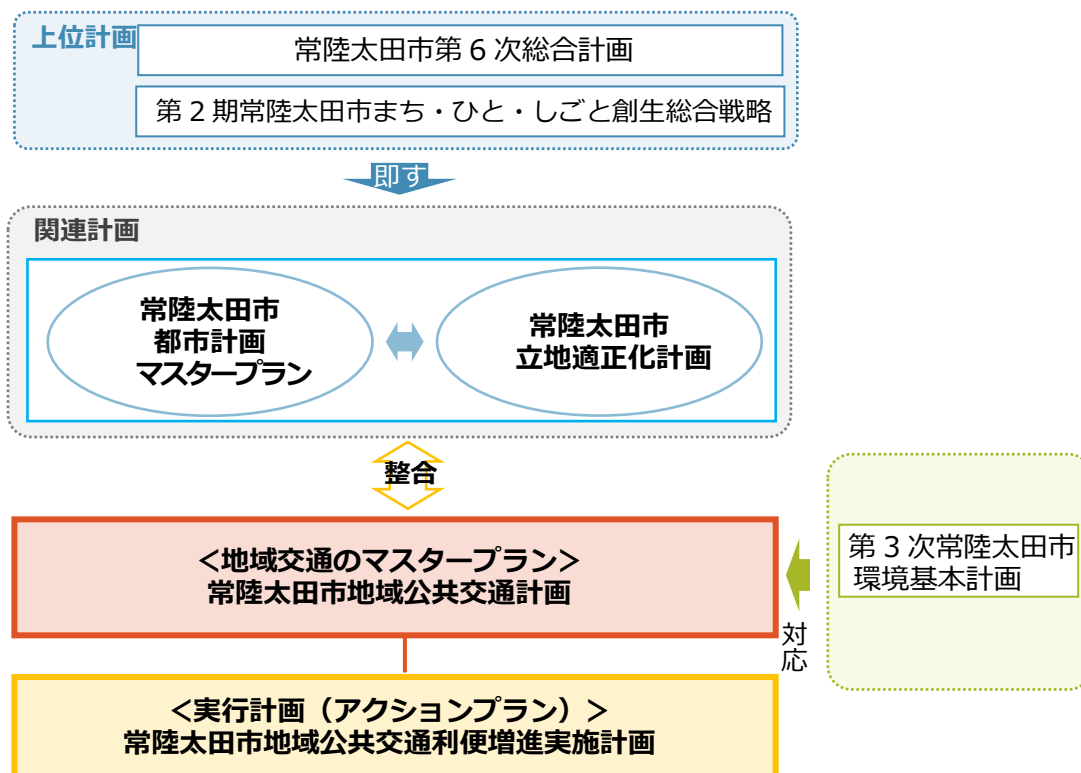 上位計画
常陸太田市第6次総合計画
第2期常陸太田市まち・ひと・しごと創生総合戦略
即す
関連計画
常陸太田市
都市計画
マスタープラン
常陸太田市
立地適正化計画
整合
<地域交通のマスタープラン>
常陸太田市地域公共交通計画
第3次常陸太田市
環境基本計画
対応
<実行計画（アクションプラン）>
常陸太田市地域公共交通利便増進実施計画